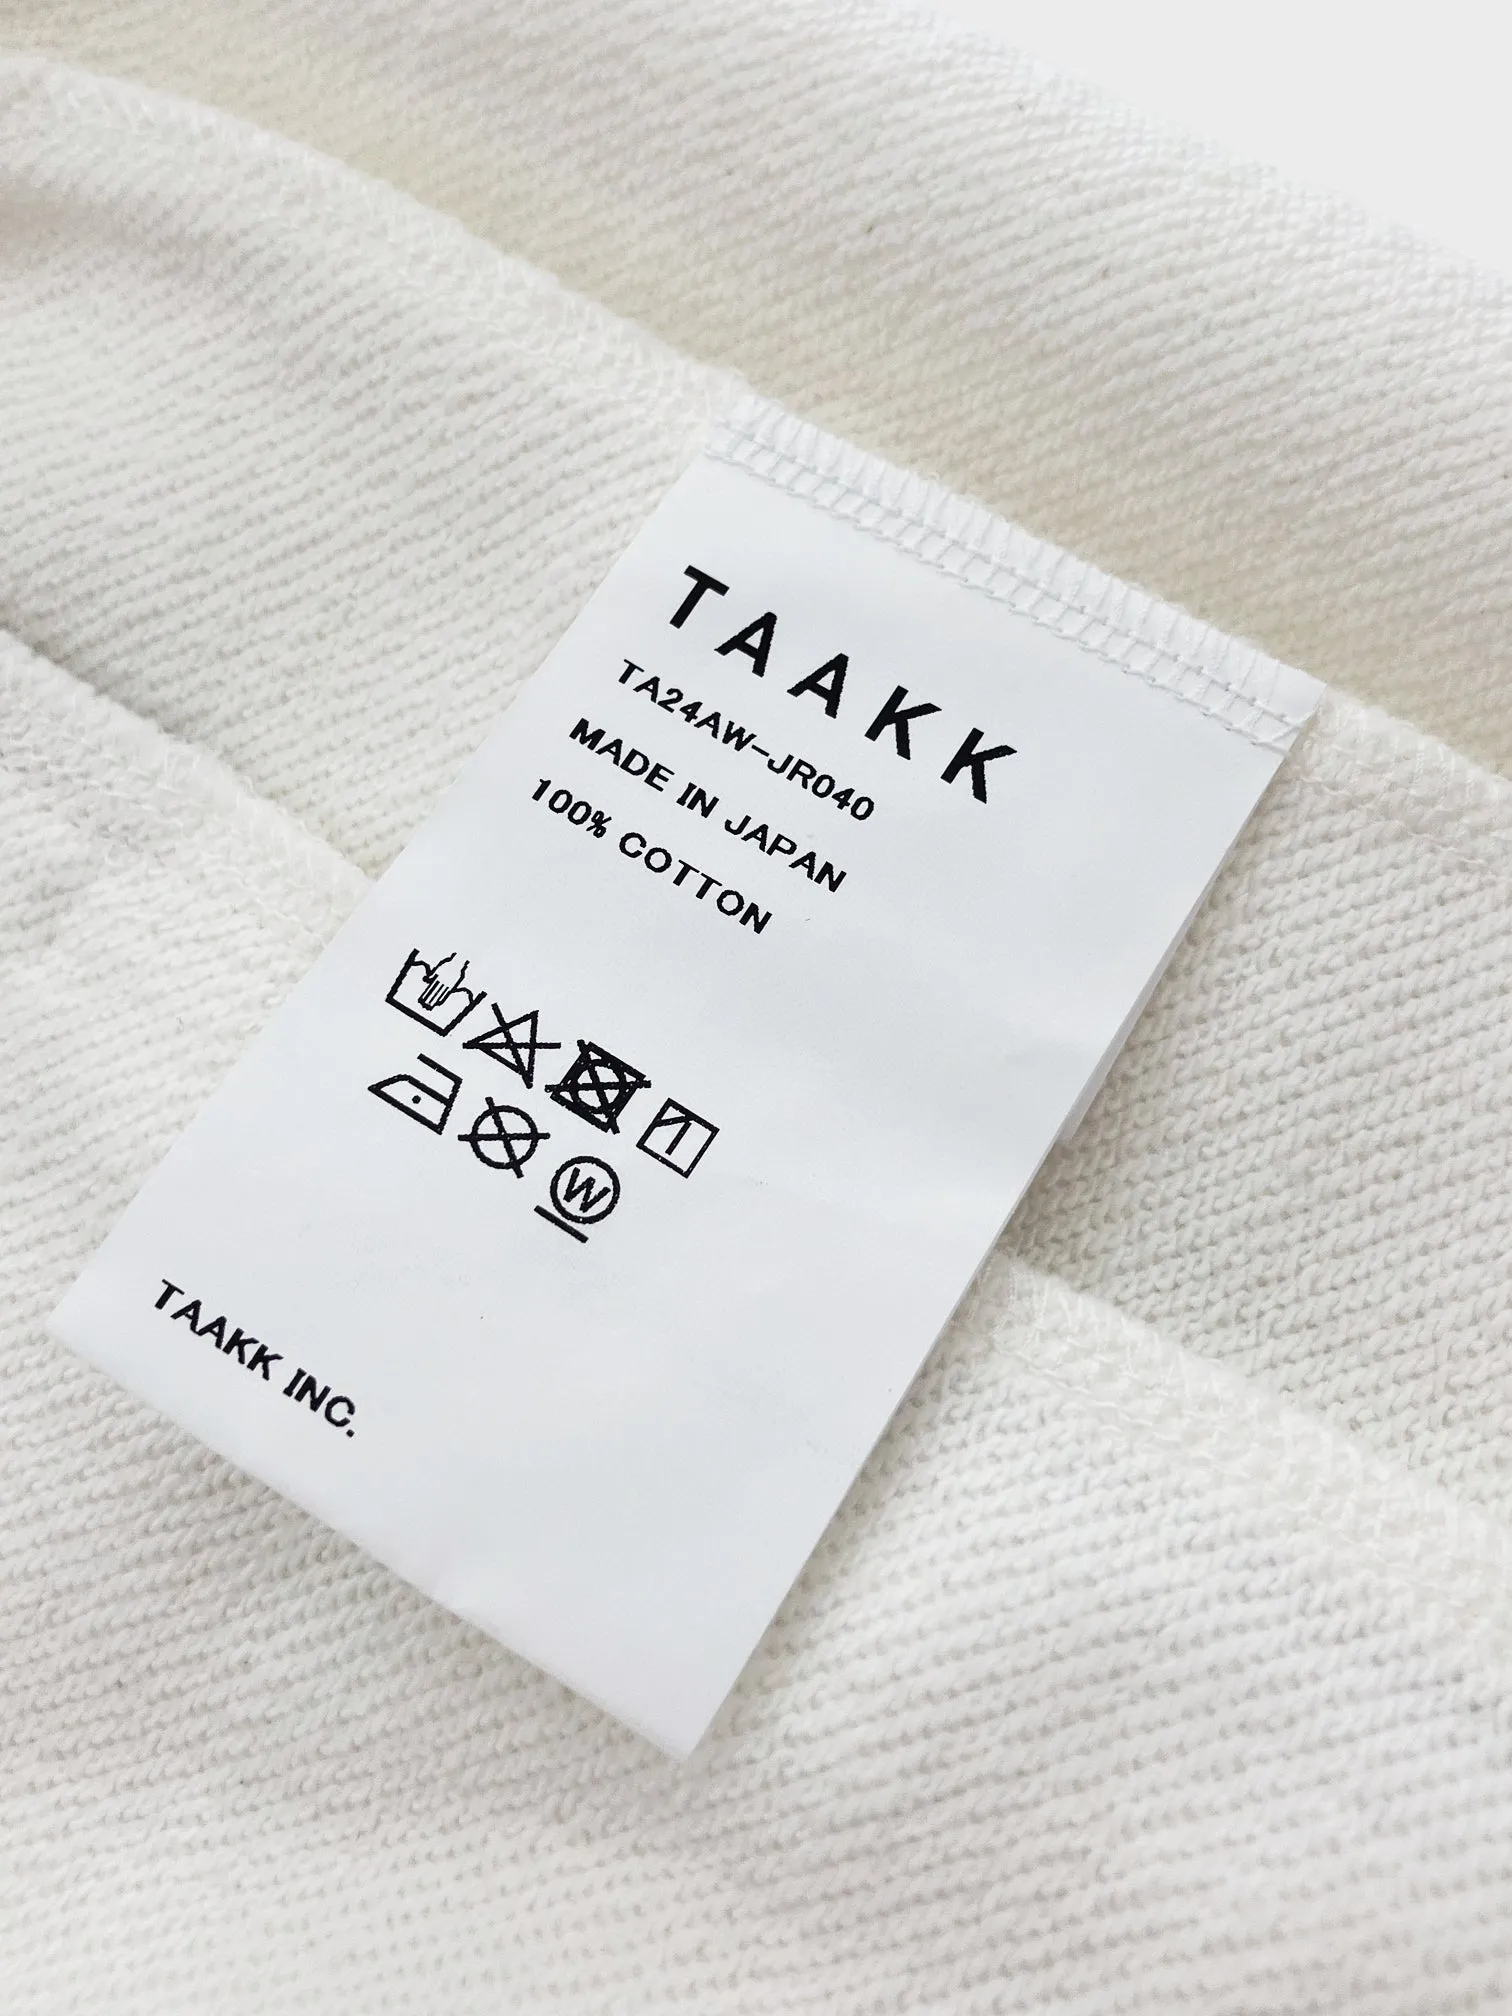 TAAKK
TA24AW-JR040
MADE IN JAPAN
100% COTTON
W
TAAKK INC.